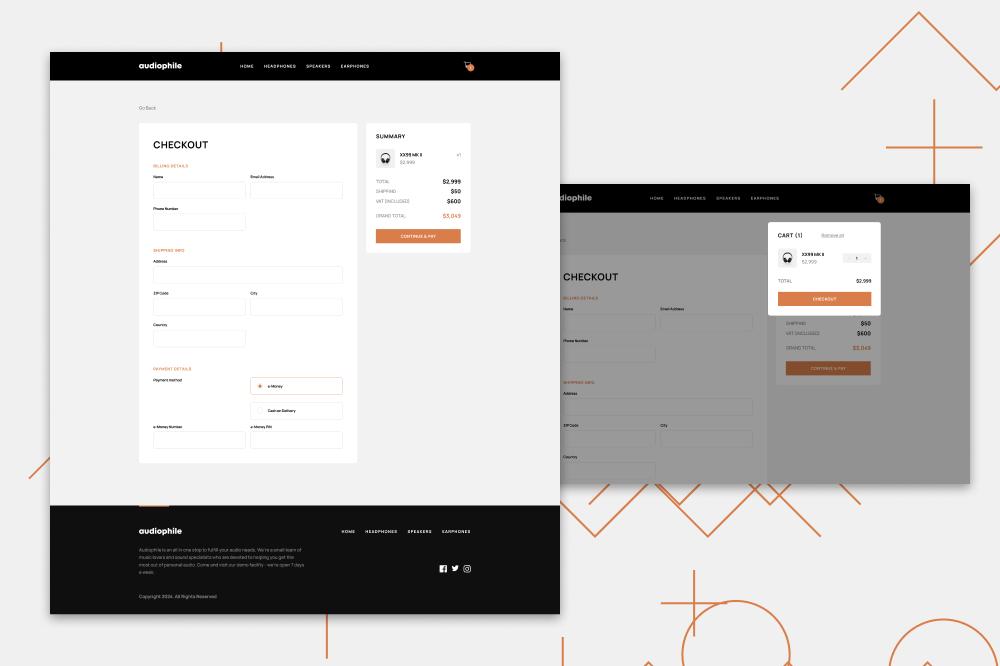 audiophile
HOME HEADPHONES SPEAKERS EARPHONES
1
Go Back
CHECKOUT
BILLING DETAILS
Name Email Address
Phone Number
SHIPPING INFO
Address
ZIP Code City
Country
PAYMENT DETAILS
Payment method
e-Money
Cash on Delivery
e-Money Number e-Money PIN
SUMMARY
XX99 MK II x1
$2,999
TOTAL $2,999
SHIPPING $50
VAT (INCLUDED) $600
GRAND TOTAL $3,049
CONTINUE & PAY
audiophile
HOME HEADPHONES SPEAKERS EARPHONES
Audiophile is an all in one stop to fulfill your audio needs. We're a small team of
music lovers and sound specialists who are devoted to helping you get the
most out of personal audio. Come and visit our demo facility - we're open 7 days
a week.
Copyright 2024. All Rights Reserved
diophile
HOME HEADPHONES SPEAKERS EARPHONES
CART (1) Remove all
XX99 MK II
$2,999
- 1 +
TOTAL $2,999
CHECKOUT
CHECKOUT
BILLING DETAILS
Name Email Address
Phone Number
SHIPPING INFO
Address
ZIP Code City
Country
SHIPPING $50
VAT (INCLUDED) $600
GRAND TOTAL $3,049
CONTINUE & PAY